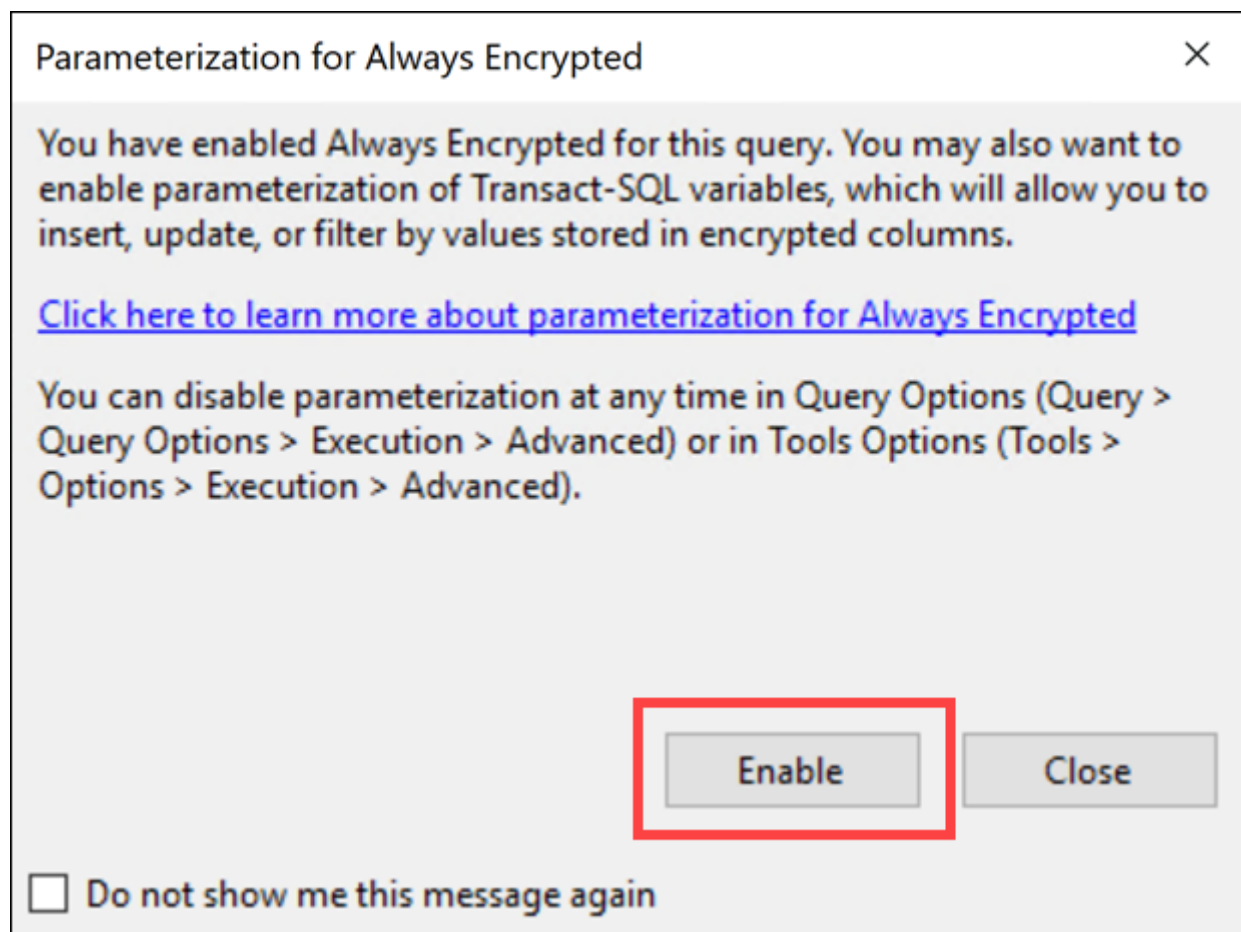 Parameterization for Always Encrypted
You have enabled Always Encrypted for this query. You may also want to
enable parameterization of Transact-SQL variables, which will allow you to
insert, update, or filter by values stored in encrypted columns.
Click here to learn more about parameterization for Always Encrypted
You can disable parameterization at any time in Query Options (Query >
Query Options > Execution > Advanced) or in Tools Options (Tools >
Options > Execution > Advanced).
Enable
Close
Do not show me this message again